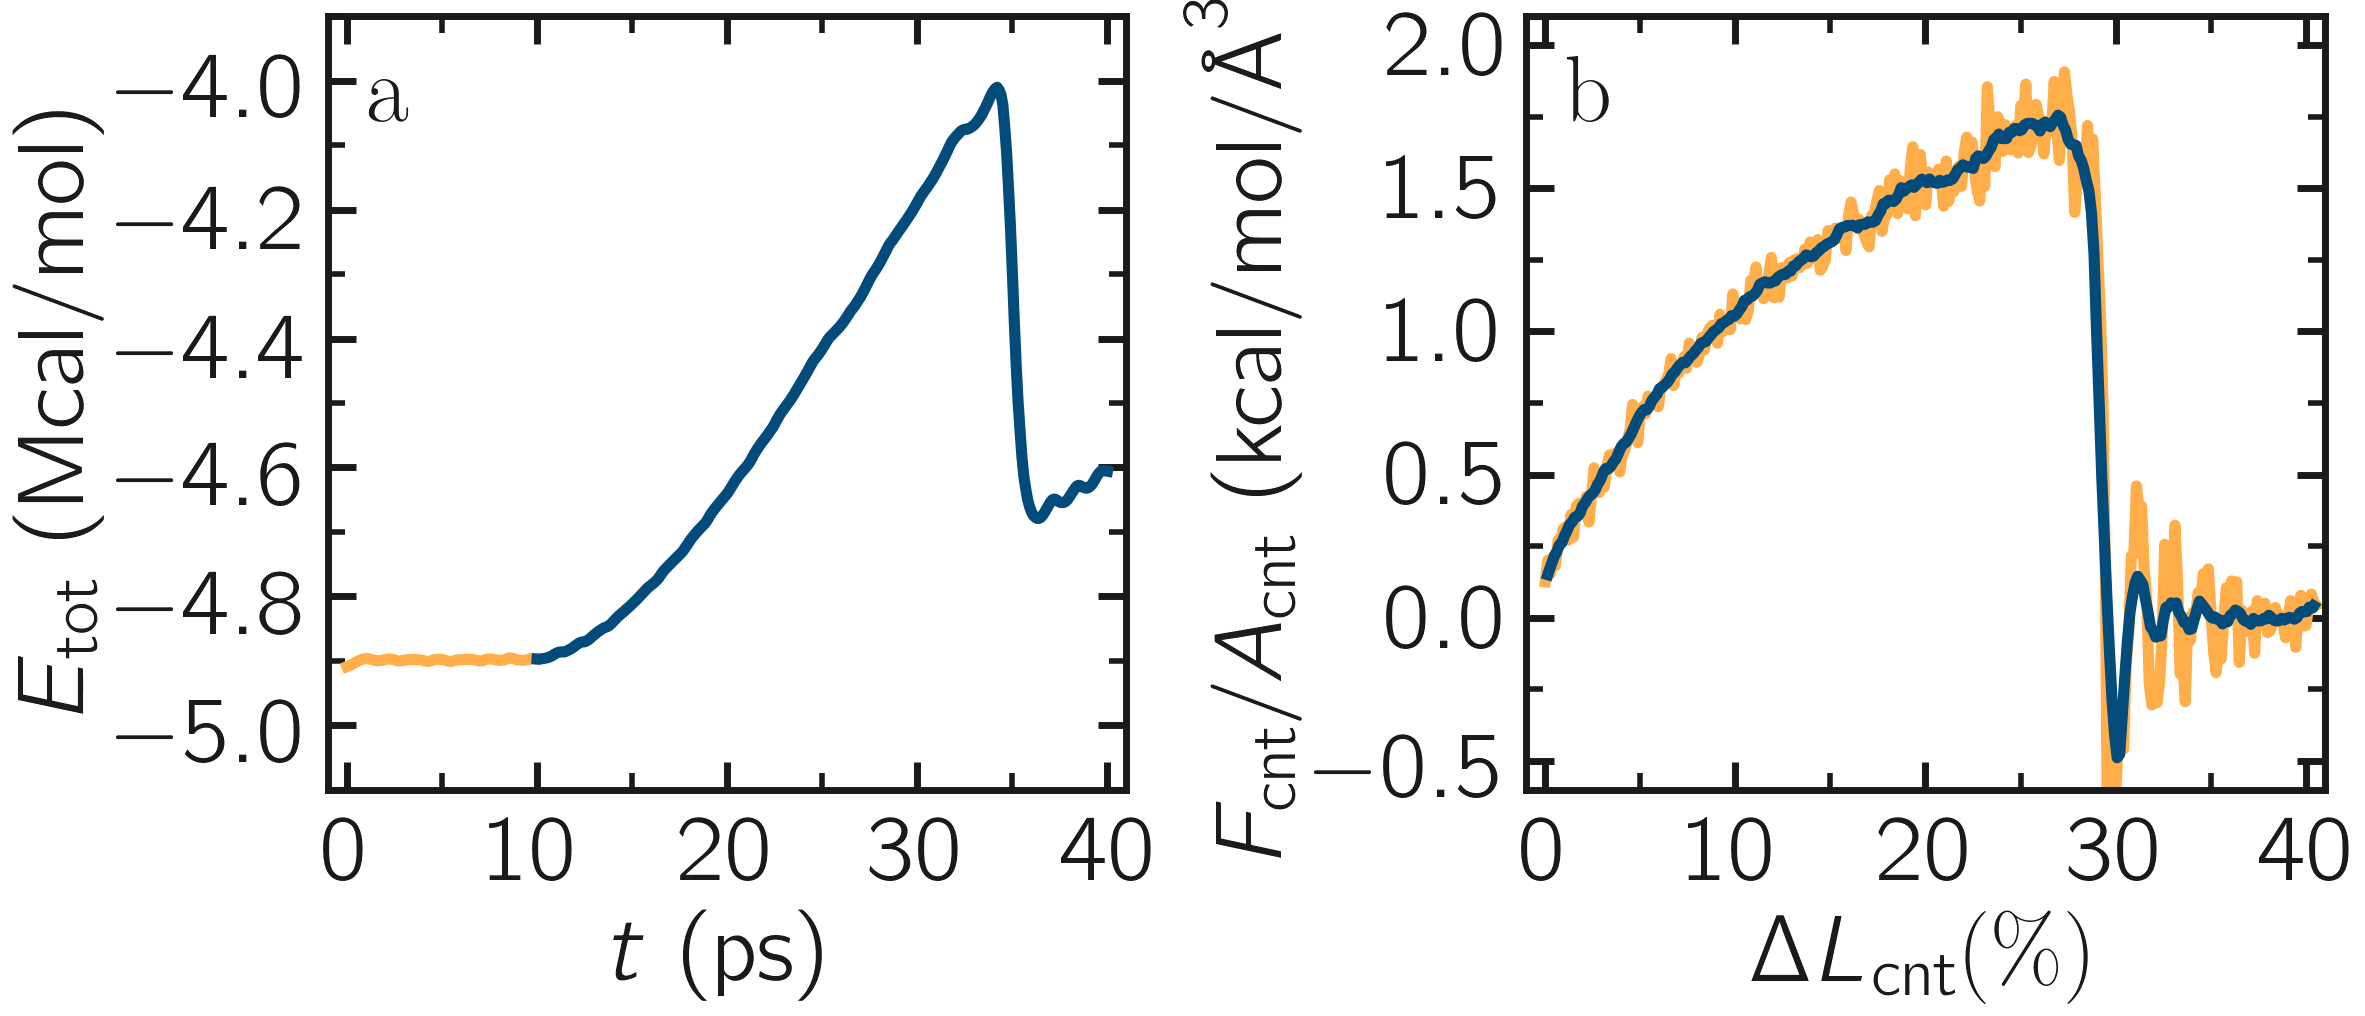 a
E_tot (Mcal/mol)
−4.0
−4.2
−4.4
−4.6
−4.8
−5.0
0 10 20 30 40
t (ps)
b
F_cnt/A_cnt (kcal/mol/Å³
2.0
1.5
1.0
0.5
0.0
−0.5
0 10 20 30 40
ΔL_cnt(%)